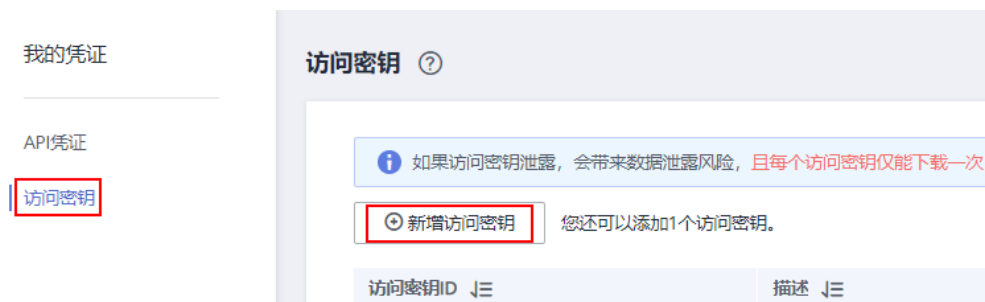 我的凭证
API凭证
访问密钥
访问密钥 ?
如果访问密钥泄露，会带来数据泄露风险，且每个访问密钥仅能下载一次
新增访问密钥 您还可以添加1个访问密钥。
访问密钥ID 描述